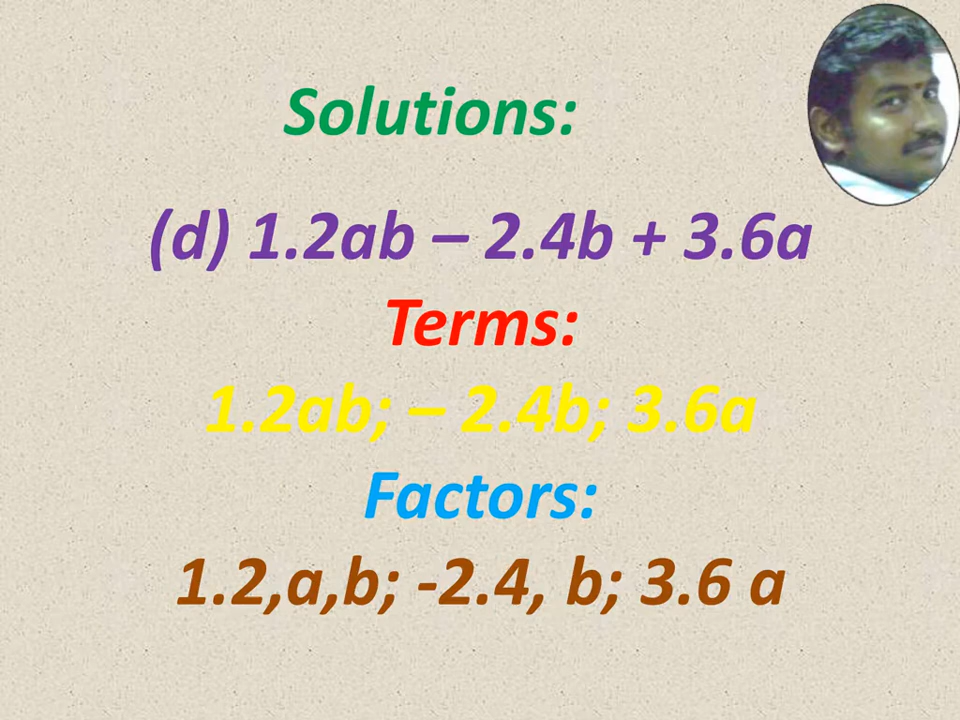 Solutions:
(d) 1.2ab – 2.4b + 3.6a
Terms:
1.2ab; – 2.4b; 3.6a
Factors:
1.2,a,b; -2.4, b; 3.6 a